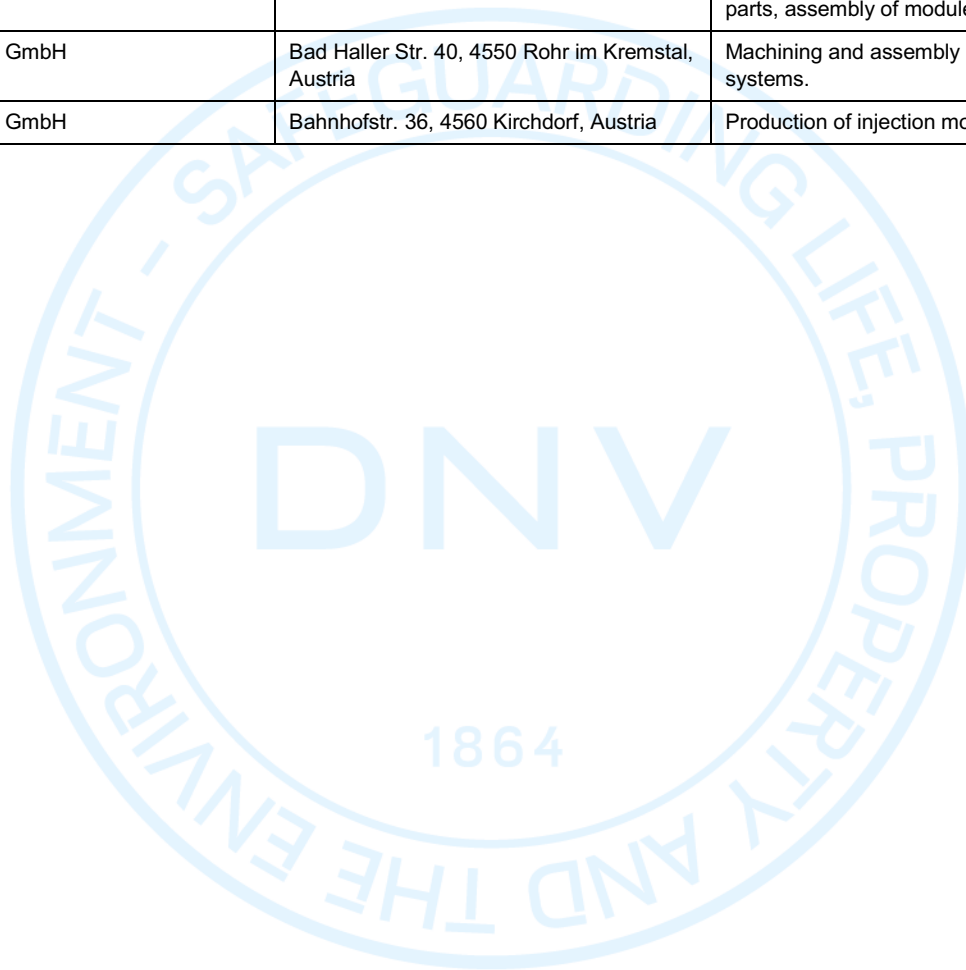 parts, assembly of module
GmbH
Bad Haller Str. 40, 4550 Rohr im Kremstal,
Austria
Machining and assembly
systems.
GmbH
Bahnhofstr. 36, 4560 Kirchdorf, Austria
Production of injection mo
SAFEGUARDING LIFE, PROPERTY AND THE ENVIRONMENT -
DNV
1864